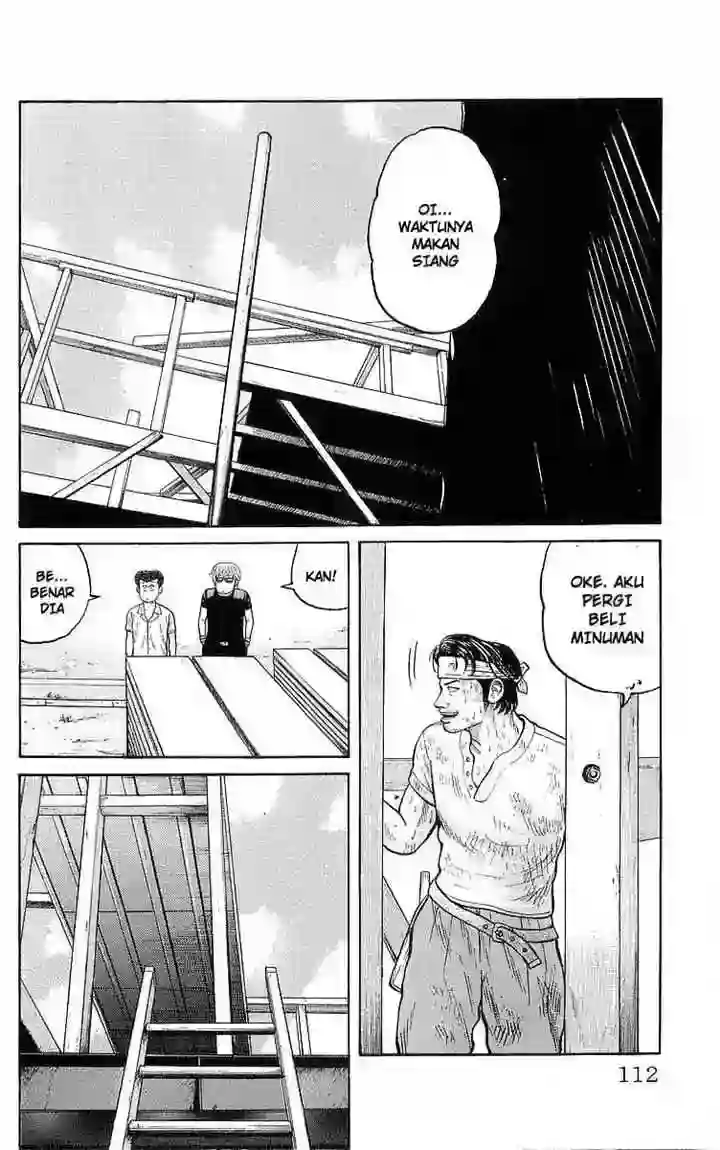 OI...
WAKTUNYA
MAKAN
SIANG
OKE. AKU
PERGI
BELI
MINUMAN
KAN!
BE...
BENAR
DIA
112